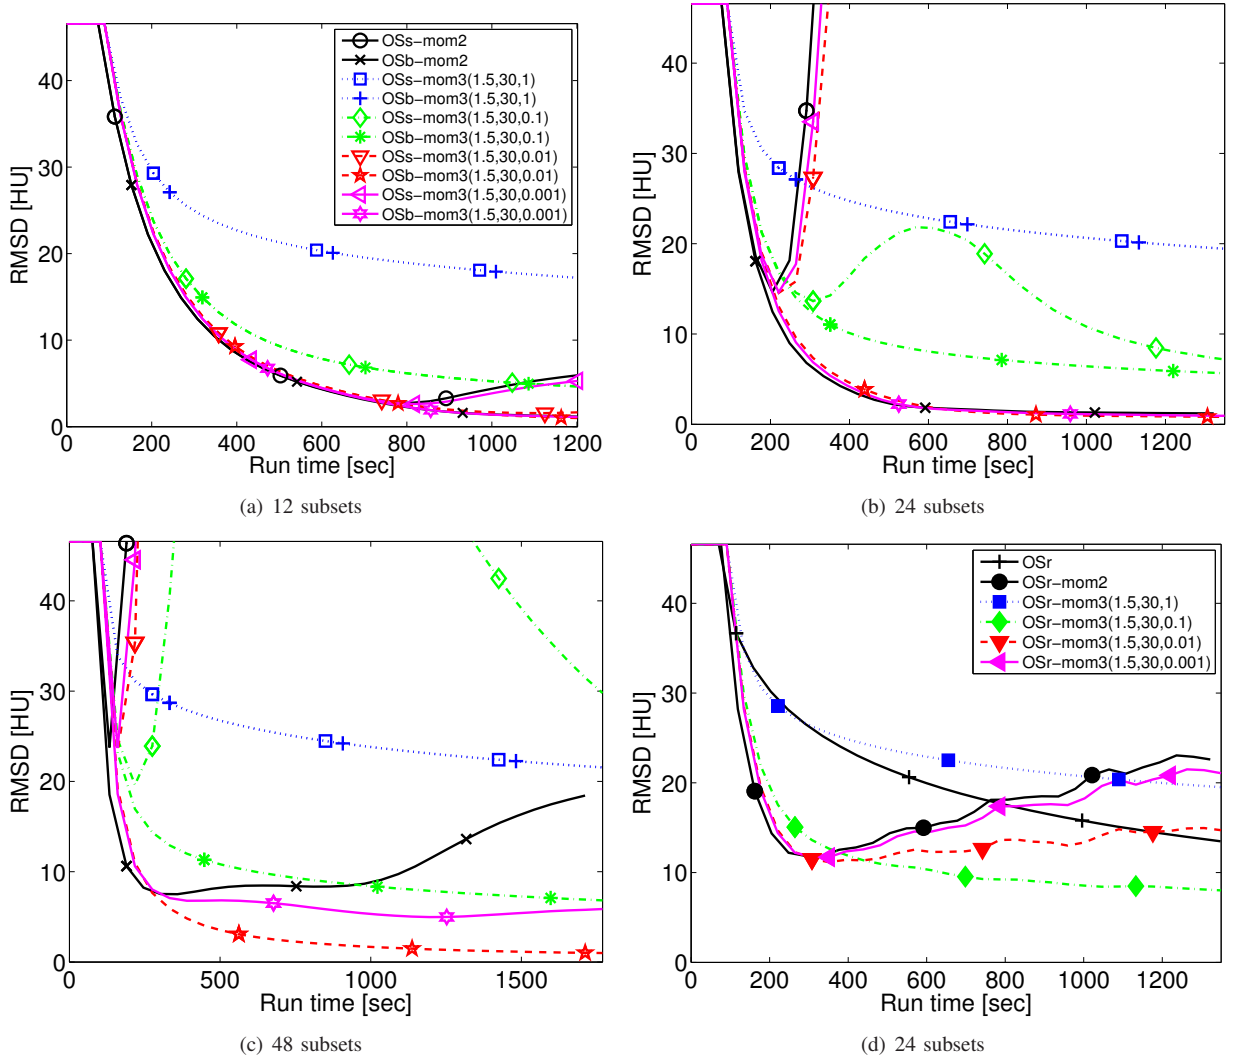 RMSD [HU]
40
30
20
10
0
0 200 400 600 800 1000 1200
Run time [sec]
OSs-mom2
OSb-mom2
OSs-mom3(1.5,30,1)
OSb-mom3(1.5,30,1)
OSs-mom3(1.5,30,0.1)
OSb-mom3(1.5,30,0.1)
OSs-mom3(1.5,30,0.01)
OSb-mom3(1.5,30,0.01)
OSs-mom3(1.5,30,0.001)
OSb-mom3(1.5,30,0.001)
(a) 12 subsets
RMSD [HU]
40
30
20
10
0
0 200 400 600 800 1000 1200
Run time [sec]
(b) 24 subsets
RMSD [HU]
40
30
20
10
0
0 500 1000 1500
Run time [sec]
(c) 48 subsets
RMSD [HU]
40
30
20
10
0
0 200 400 600 800 1000 1200
Run time [sec]
OSr
OSr-mom2
OSr-mom3(1.5,30,1)
OSr-mom3(1.5,30,0.1)
OSr-mom3(1.5,30,0.01)
OSr-mom3(1.5,30,0.001)
(d) 24 subsets